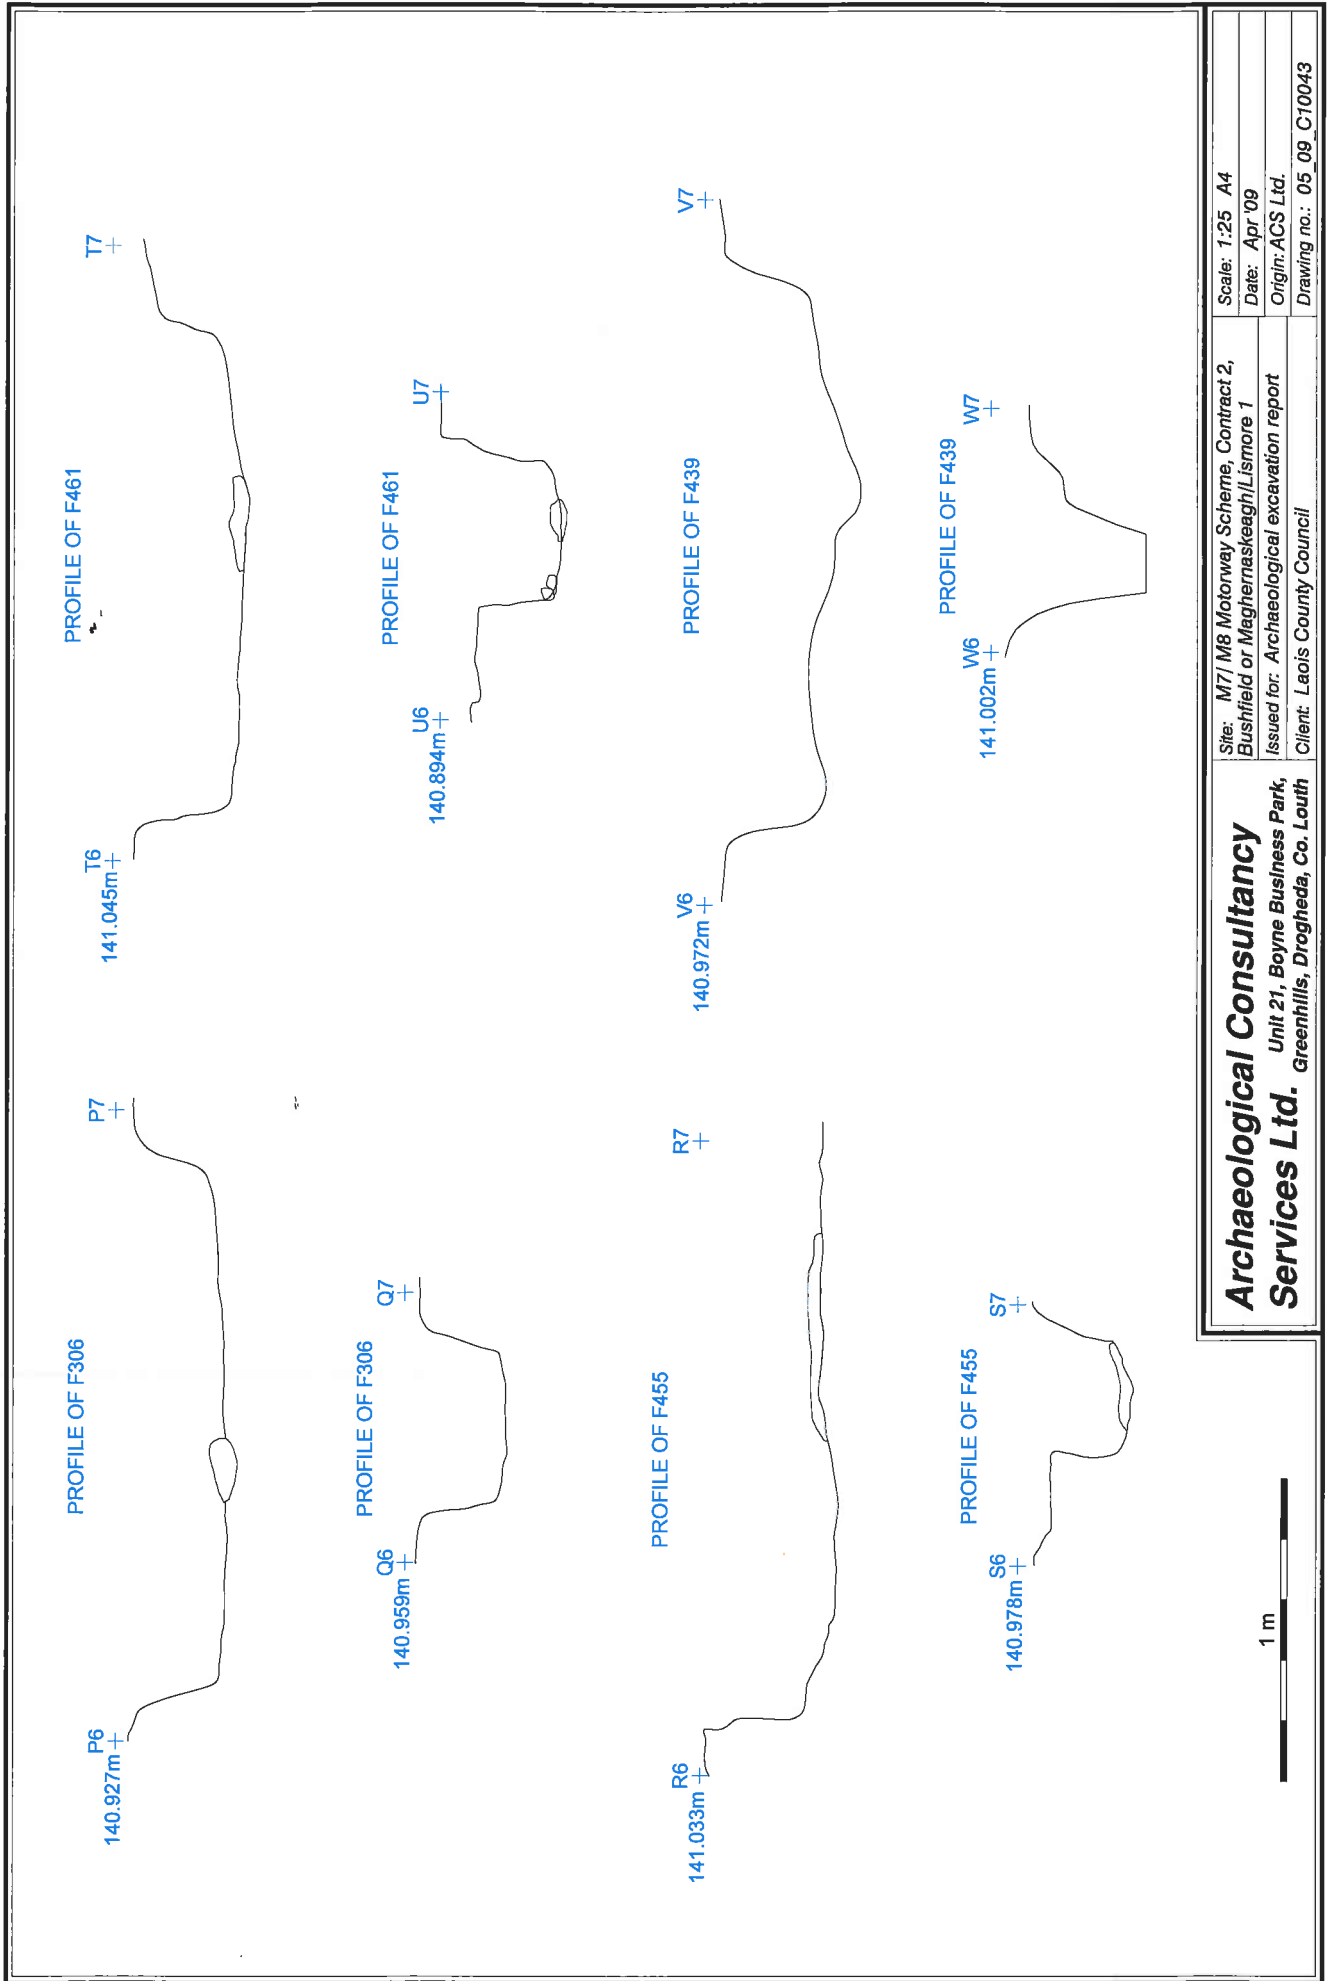 PROFILE OF F306
P6
P7
140.927m
PROFILE OF F461
T6
T7
141.045m
PROFILE OF F306
Q6
Q7
140.959m
PROFILE OF F461
U6
U7
140.894m
PROFILE OF F455
R6
R7
141.033m
PROFILE OF F439
V6
V7
140.972m
PROFILE OF F455
S6
S7
140.978m
PROFILE OF F439
W6
W7
141.002m
1 m
Archaeological Consultancy
Services Ltd.
Unit 21, Boyne Business Park,
Greenhills, Drogheda, Co. Louth
Site: M7/ M8 Motorway Scheme, Contract 2,
Bushfield or Maghernaskeagh/Lismore 1
Issued for: Archaeological excavation report
Client: Laois County Council
Scale: 1:25 A4
Date: Apr '09
Origin: ACS Ltd.
Drawing no.: 05_09_C10043